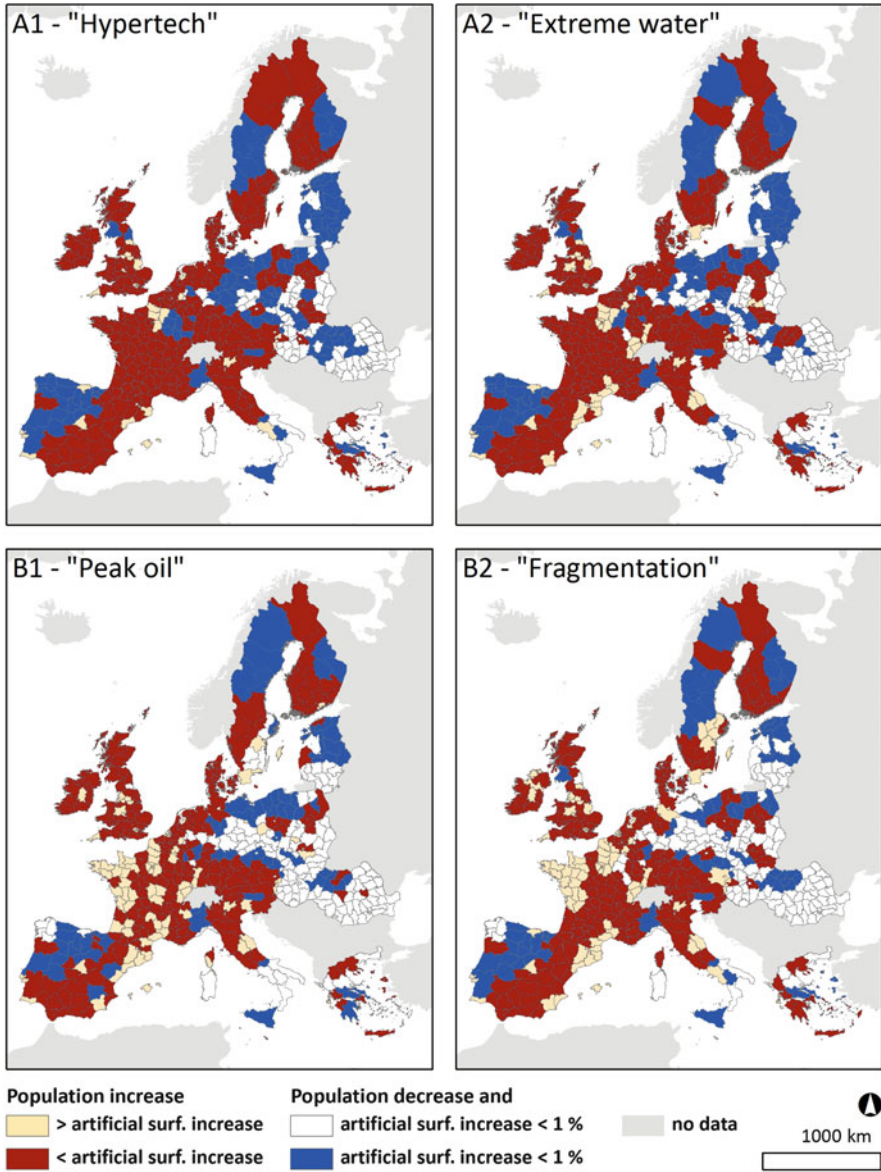 A1 - "Hypertech"
A2 - "Extreme water"
B1 - "Peak oil"
B2 - "Fragmentation"
Population increase
> artificial surf. increase
< artificial surf. increase
Population decrease and
artificial surf. increase < 1 %
artificial surf. increase < 1 %
no data
1000 km